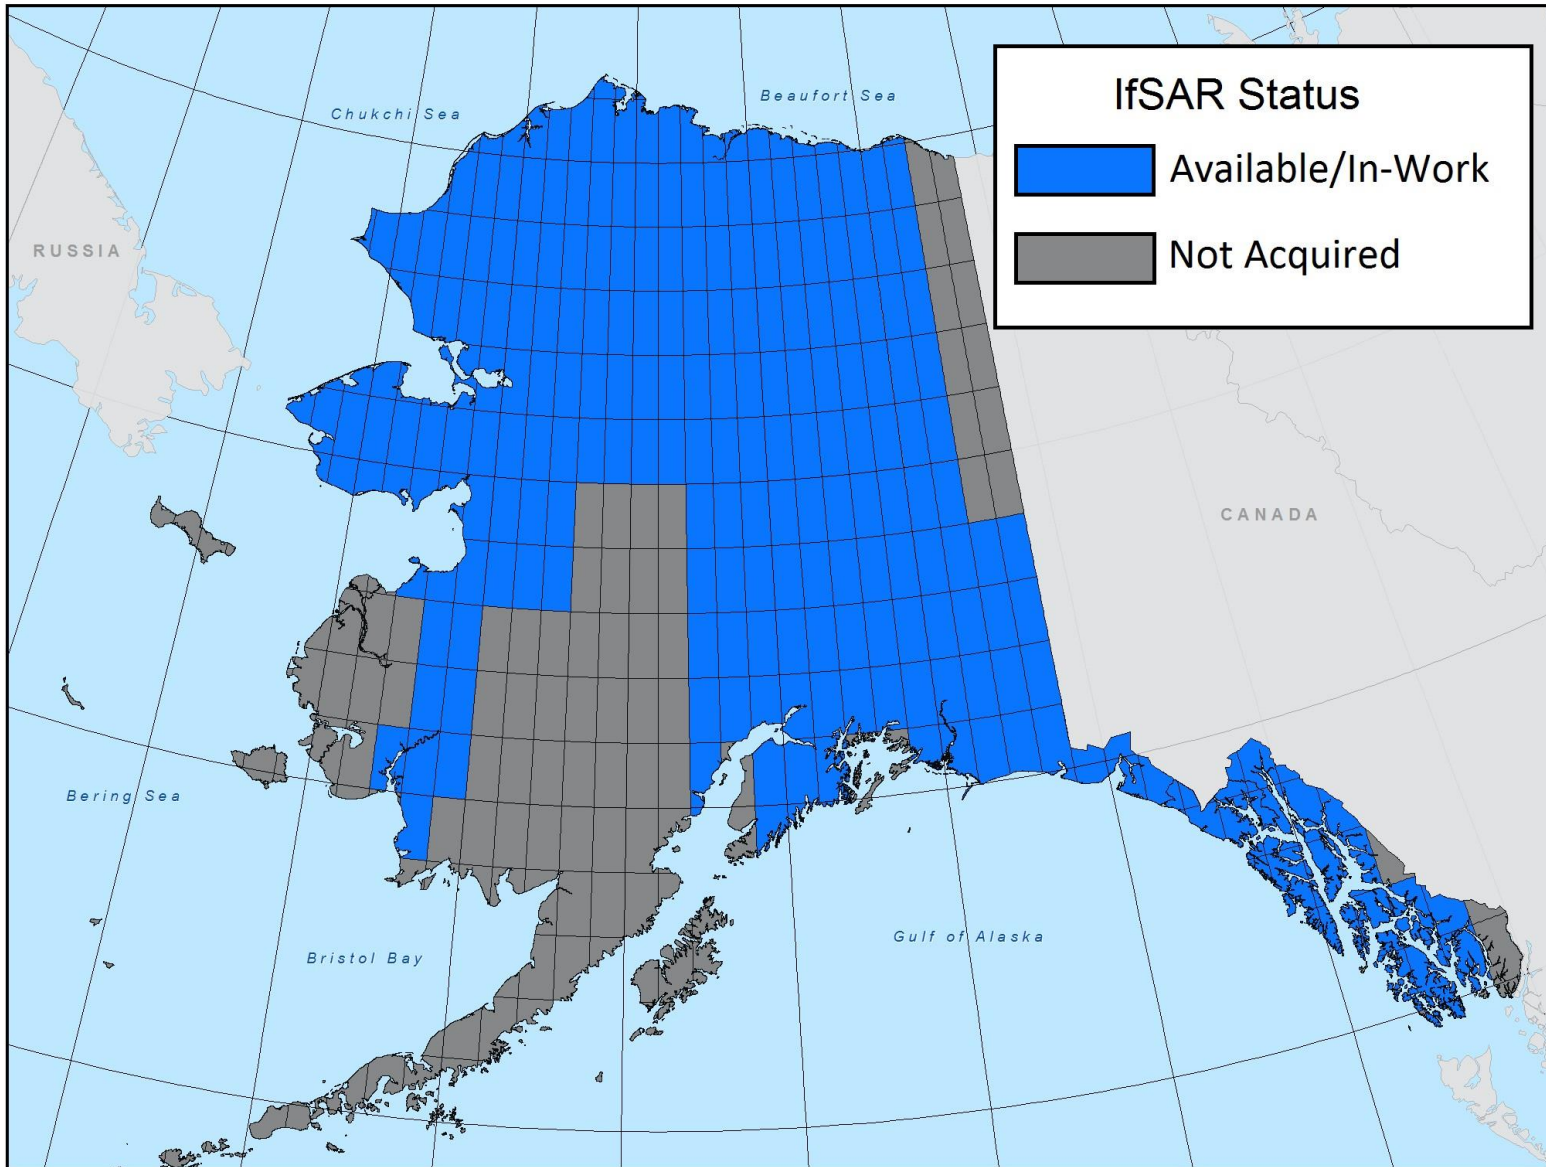 IfSAR Status
Available/In-Work
Not Acquired
Beaufort Sea
Chukchi Sea
RUSSIA
CANADA
Bering Sea
Gulf of Alaska
Bristol Bay